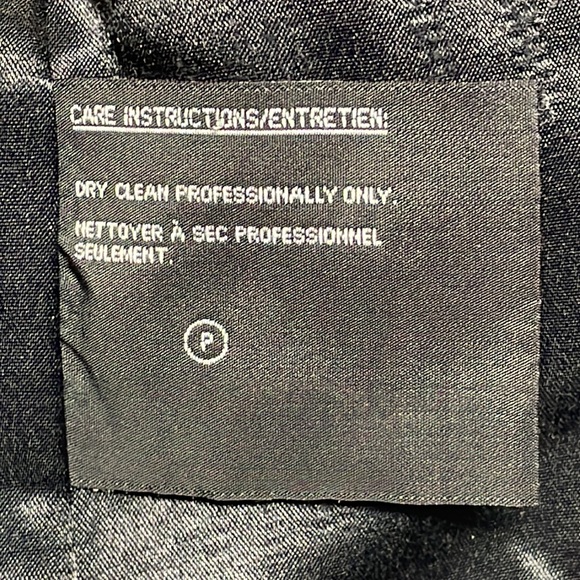 CARE INSTRUCTIONS/ENTRETIEN:
DRY CLEAN PROFESSIONALLY ONLY.
NETTOYER À SEC PROFESSIONNEL
SEULEMENT.
P